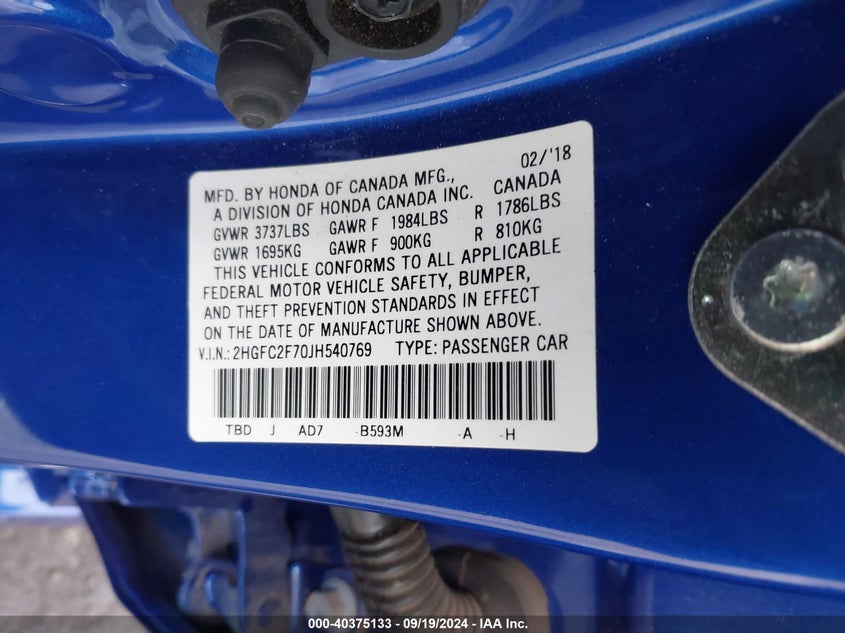 02/'18
MFD. BY HONDA OF CANADA MFG.,
A DIVISION OF HONDA CANADA INC. CANADA
GVWR 3737LBS GAWR F 1984LBS R 1786LBS
GVWR 1695KG GAWR F 900KG R 810KG
THIS VEHICLE CONFORMS TO ALL APPLICABLE
FEDERAL MOTOR VEHICLE SAFETY, BUMPER,
AND THEFT PREVENTION STANDARDS IN EFFECT
ON THE DATE OF MANUFACTURE SHOWN ABOVE.
V.I.N.: 2HGFC2F70JH540769 TYPE: PASSENGER CAR
TBD J AD7 -B593M -A -H
000-40375133 - 09/19/2024 - IAA Inc.